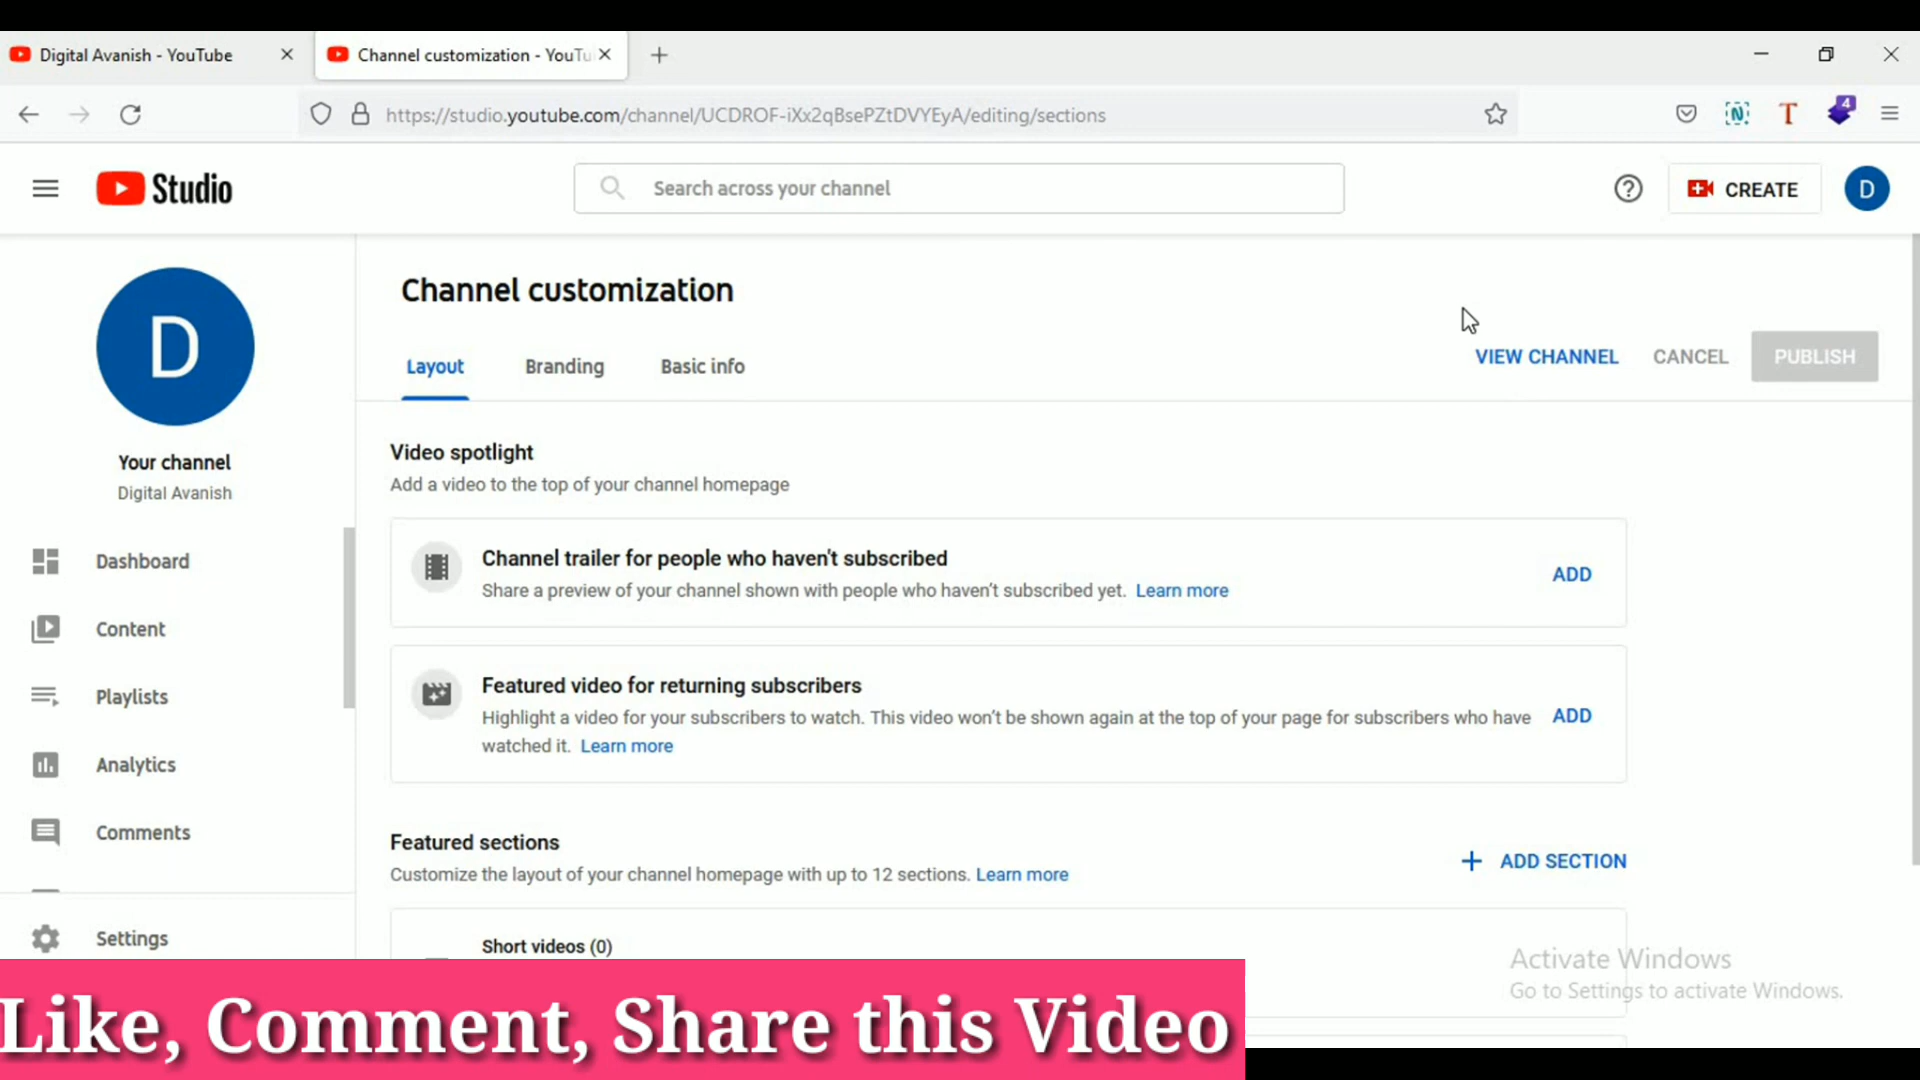 Digital Avanish - YouTube
Channel customization - YouTu
https://studio.youtube.com/channel/UCDROF-iXx2qBsePZtDVYEyA/editing/sections
N
T
4
Studio
Search across your channel
CREATE
D
D
Your channel
Digital Avanish
Dashboard
Content
Playlists
Analytics
Comments
Settings
Channel customization
Layout
Branding
Basic info
VIEW CHANNEL
CANCEL
PUBLISH
Video spotlight
Add a video to the top of your channel homepage
Channel trailer for people who haven't subscribed
Share a preview of your channel shown with people who haven't subscribed yet. Learn more
ADD
Featured video for returning subscribers
Highlight a video for your subscribers to watch. This video won't be shown again at the top of your page for subscribers who have
watched it. Learn more
ADD
Featured sections
Customize the layout of your channel homepage with up to 12 sections. Learn more
+ ADD SECTION
Short videos (0)
Activate Windows
Go to Settings to activate Windows.
Like, Comment, Share this Video